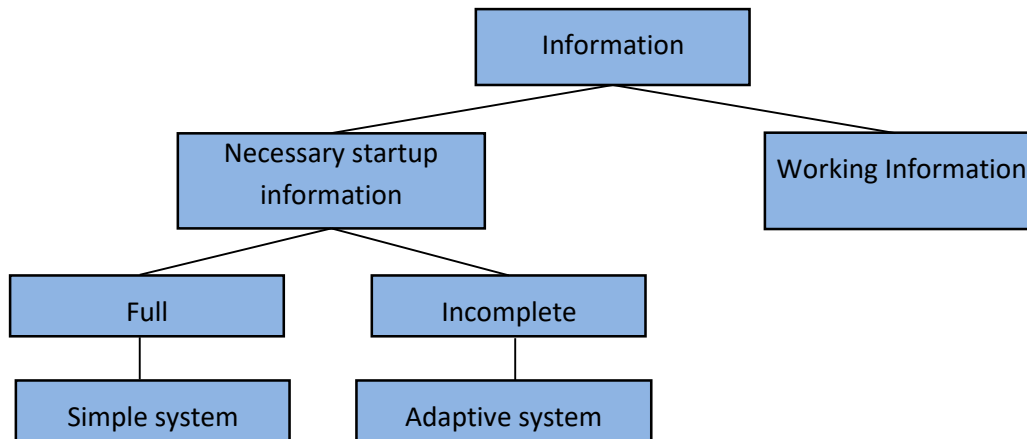 Information
Necessary startup
information
Working Information
Full
Incomplete
Simple system
Adaptive system